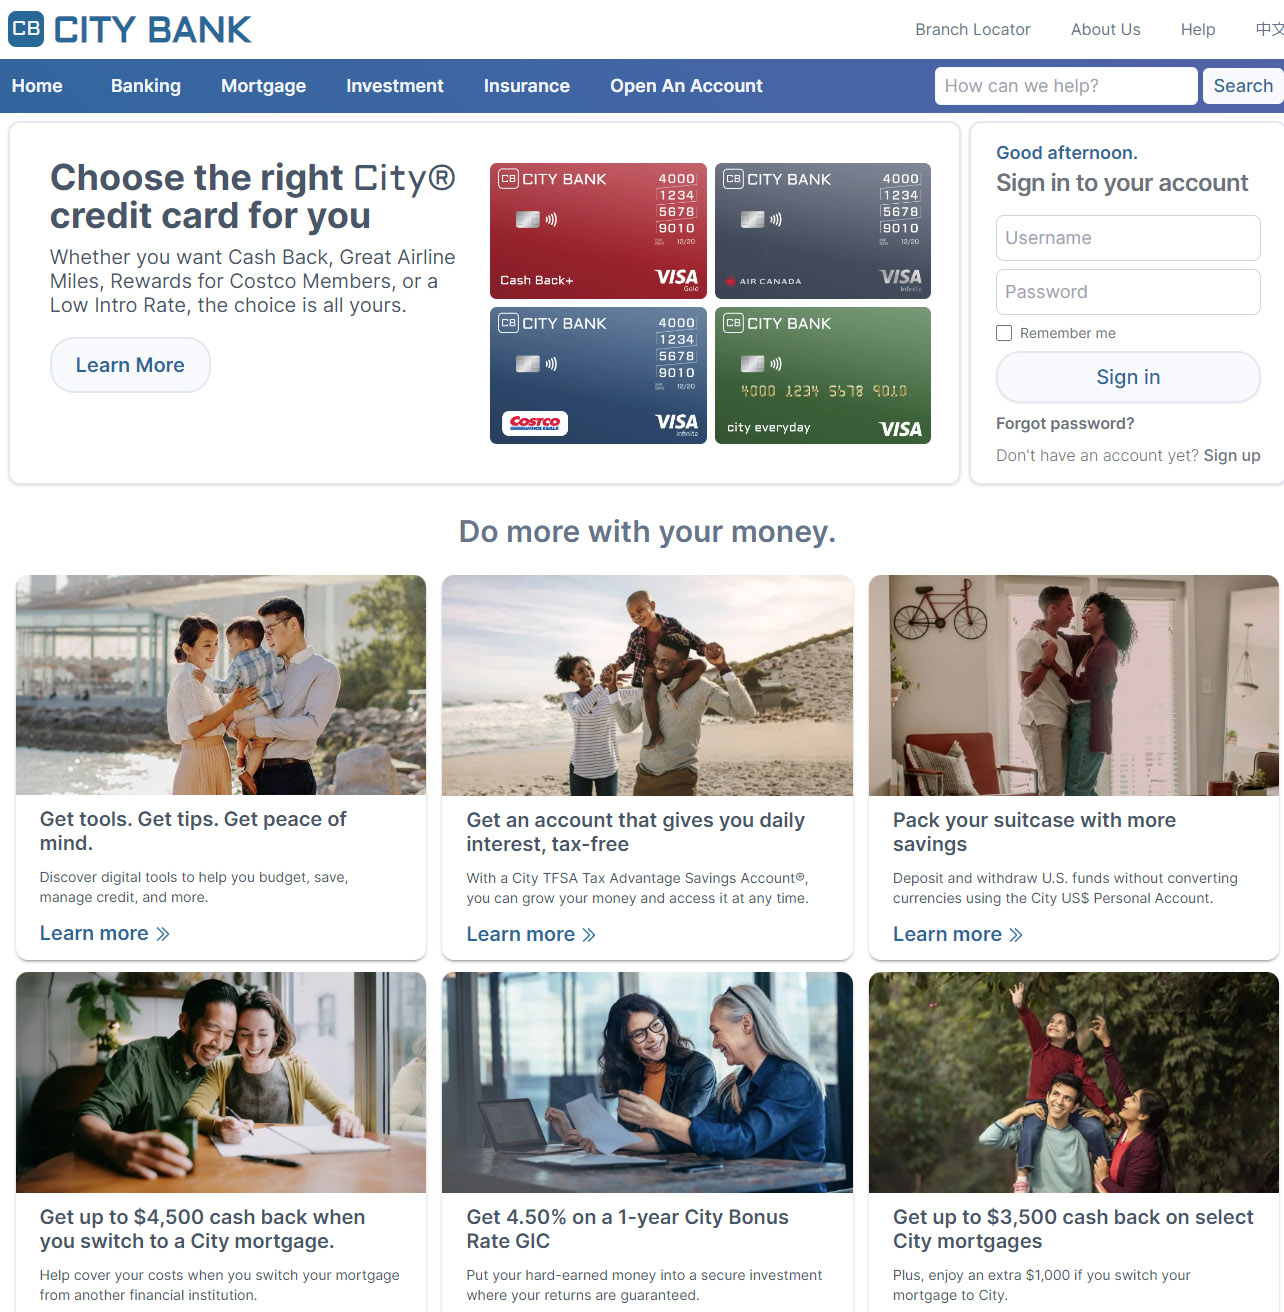 CB CITY BANK
Branch Locator About Us Help 中文
Home Banking Mortgage Investment Insurance Open An Account How can we help? Search
Choose the right City®
credit card for you
Whether you want Cash Back, Great Airline
Miles, Rewards for Costco Members, or a
Low Intro Rate, the choice is all yours.
Learn More
CB CITY BANK
4000
1234
5678
9010
12/20
Cash Back+
VISA
Gold
CB CITY BANK
4000
1234
5678
9010
12/20
AIR CANADA
VISA
Infinite
CB CITY BANK
4000
1234
5678
9010
12/20
COSTCO
WHOLESALE
VISA
Infinite
CB CITY BANK
4000 1234 5678 9010
city everyday
VISA
Good afternoon.
Sign in to your account
Username
Password
Remember me
Sign in
Forgot password?
Don't have an account yet? Sign up
Do more with your money.
Get tools. Get tips. Get peace of
mind.
Discover digital tools to help you budget, save,
manage credit, and more.
Learn more
Get an account that gives you daily
interest, tax-free
With a City TFSA Tax Advantage Savings Account®,
you can grow your money and access it at any time.
Learn more
Pack your suitcase with more
savings
Deposit and withdraw U.S. funds without converting
currencies using the City US$ Personal Account.
Learn more
Get up to $4,500 cash back when
you switch to a City mortgage.
Help cover your costs when you switch your mortgage
from another financial institution.
Get 4.50% on a 1-year City Bonus
Rate GIC
Put your hard-earned money into a secure investment
where your returns are guaranteed.
Get up to $3,500 cash back on select
City mortgages
Plus, enjoy an extra $1,000 if you switch your
mortgage to City.